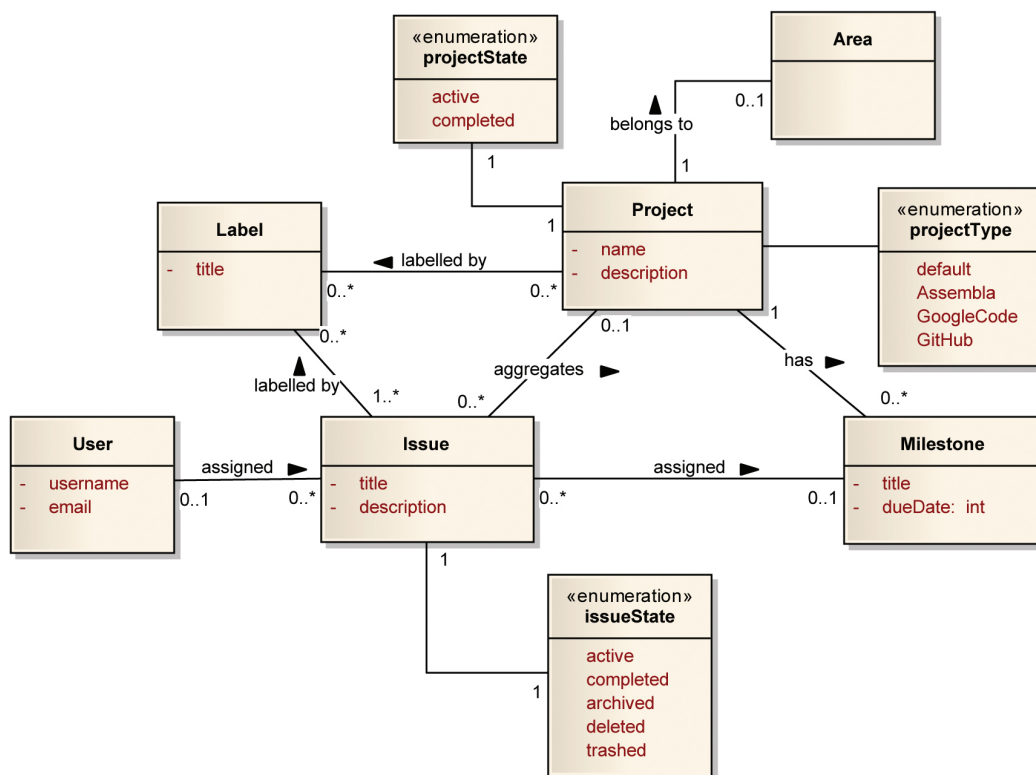 «enumeration»
projectState
active
completed
1
Area
0..1
belongs to
1
Project
- name
- description
1
«enumeration»
projectType
default
Assembla
GoogleCode
GitHub
Label
- title
labelled by
0..*
0..*
0..*
labelled by
1..*
0..1
aggregates
0..*
1
has
0..*
User
- username
- email
assigned
0..1
0..*
Issue
- title
- description
assigned
0..*
0..1
Milestone
- title
- dueDate: int
1
«enumeration»
issueState
active
completed
archived
deleted
trashed
1